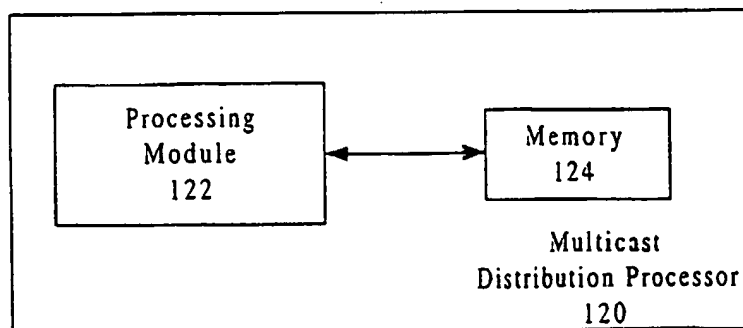 Processing
Module
122
Memory
124
Multicast
Distribution Processor
120